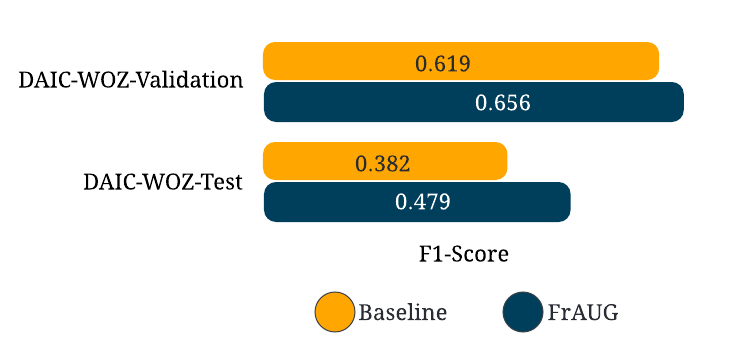 DAIC-WOZ-Validation
0.619
0.656
DAIC-WOZ-Test
0.382
0.479
F1-Score
Baseline
FrAUG